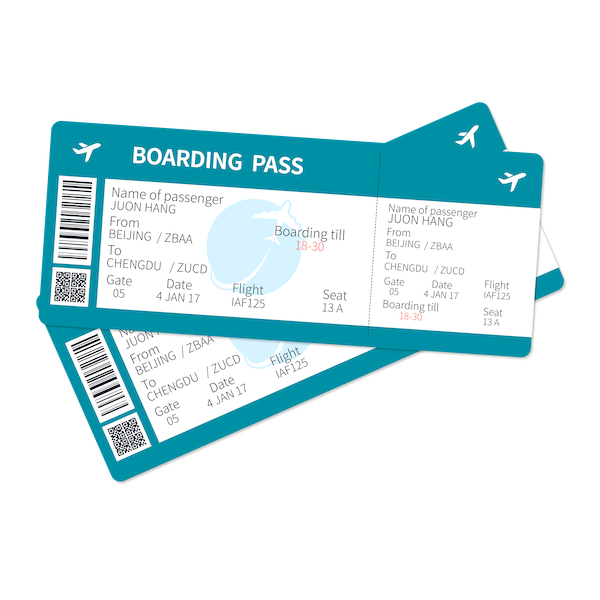 BOARDING PASS
Name of passenger
JUON HANG
From
BEIJING / ZBAA
To
CHENGDU / ZUCD
Gate Date Flight Seat
05 4 JAN 17 IAF125 13 A
Boarding till
18-30
Name of passenger
JUON HANG
From
BEIJING / ZBAA
To
CHENGDU / ZUCD
Gate Date Flight
05 4 JAN 17 IAF125
Boarding till Seat
18-30 13 A
From
BEIJING / ZBAA
To
CHENGDU / ZUCD
Gate Date Flight
05 4 JAN 17 IAF125